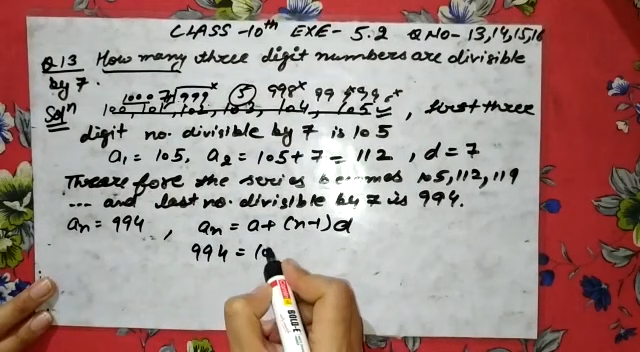 CLASS -10th EXE- 5.2 Q NO- 13,14,15,16
Q13 How many three digit numbers are divisible
by 7.
Soln 100, 101, 102, 103, 104, 105, first three
digit no. divisible by 7 is 105
a1 = 105, a2 = 105+7 = 112, d = 7
Therefore the series becomes 105, 112, 119
... and last no. divisible by 7 is 994.
an = 994, an = a + (n-1) d
994 = 10
BOLD-E